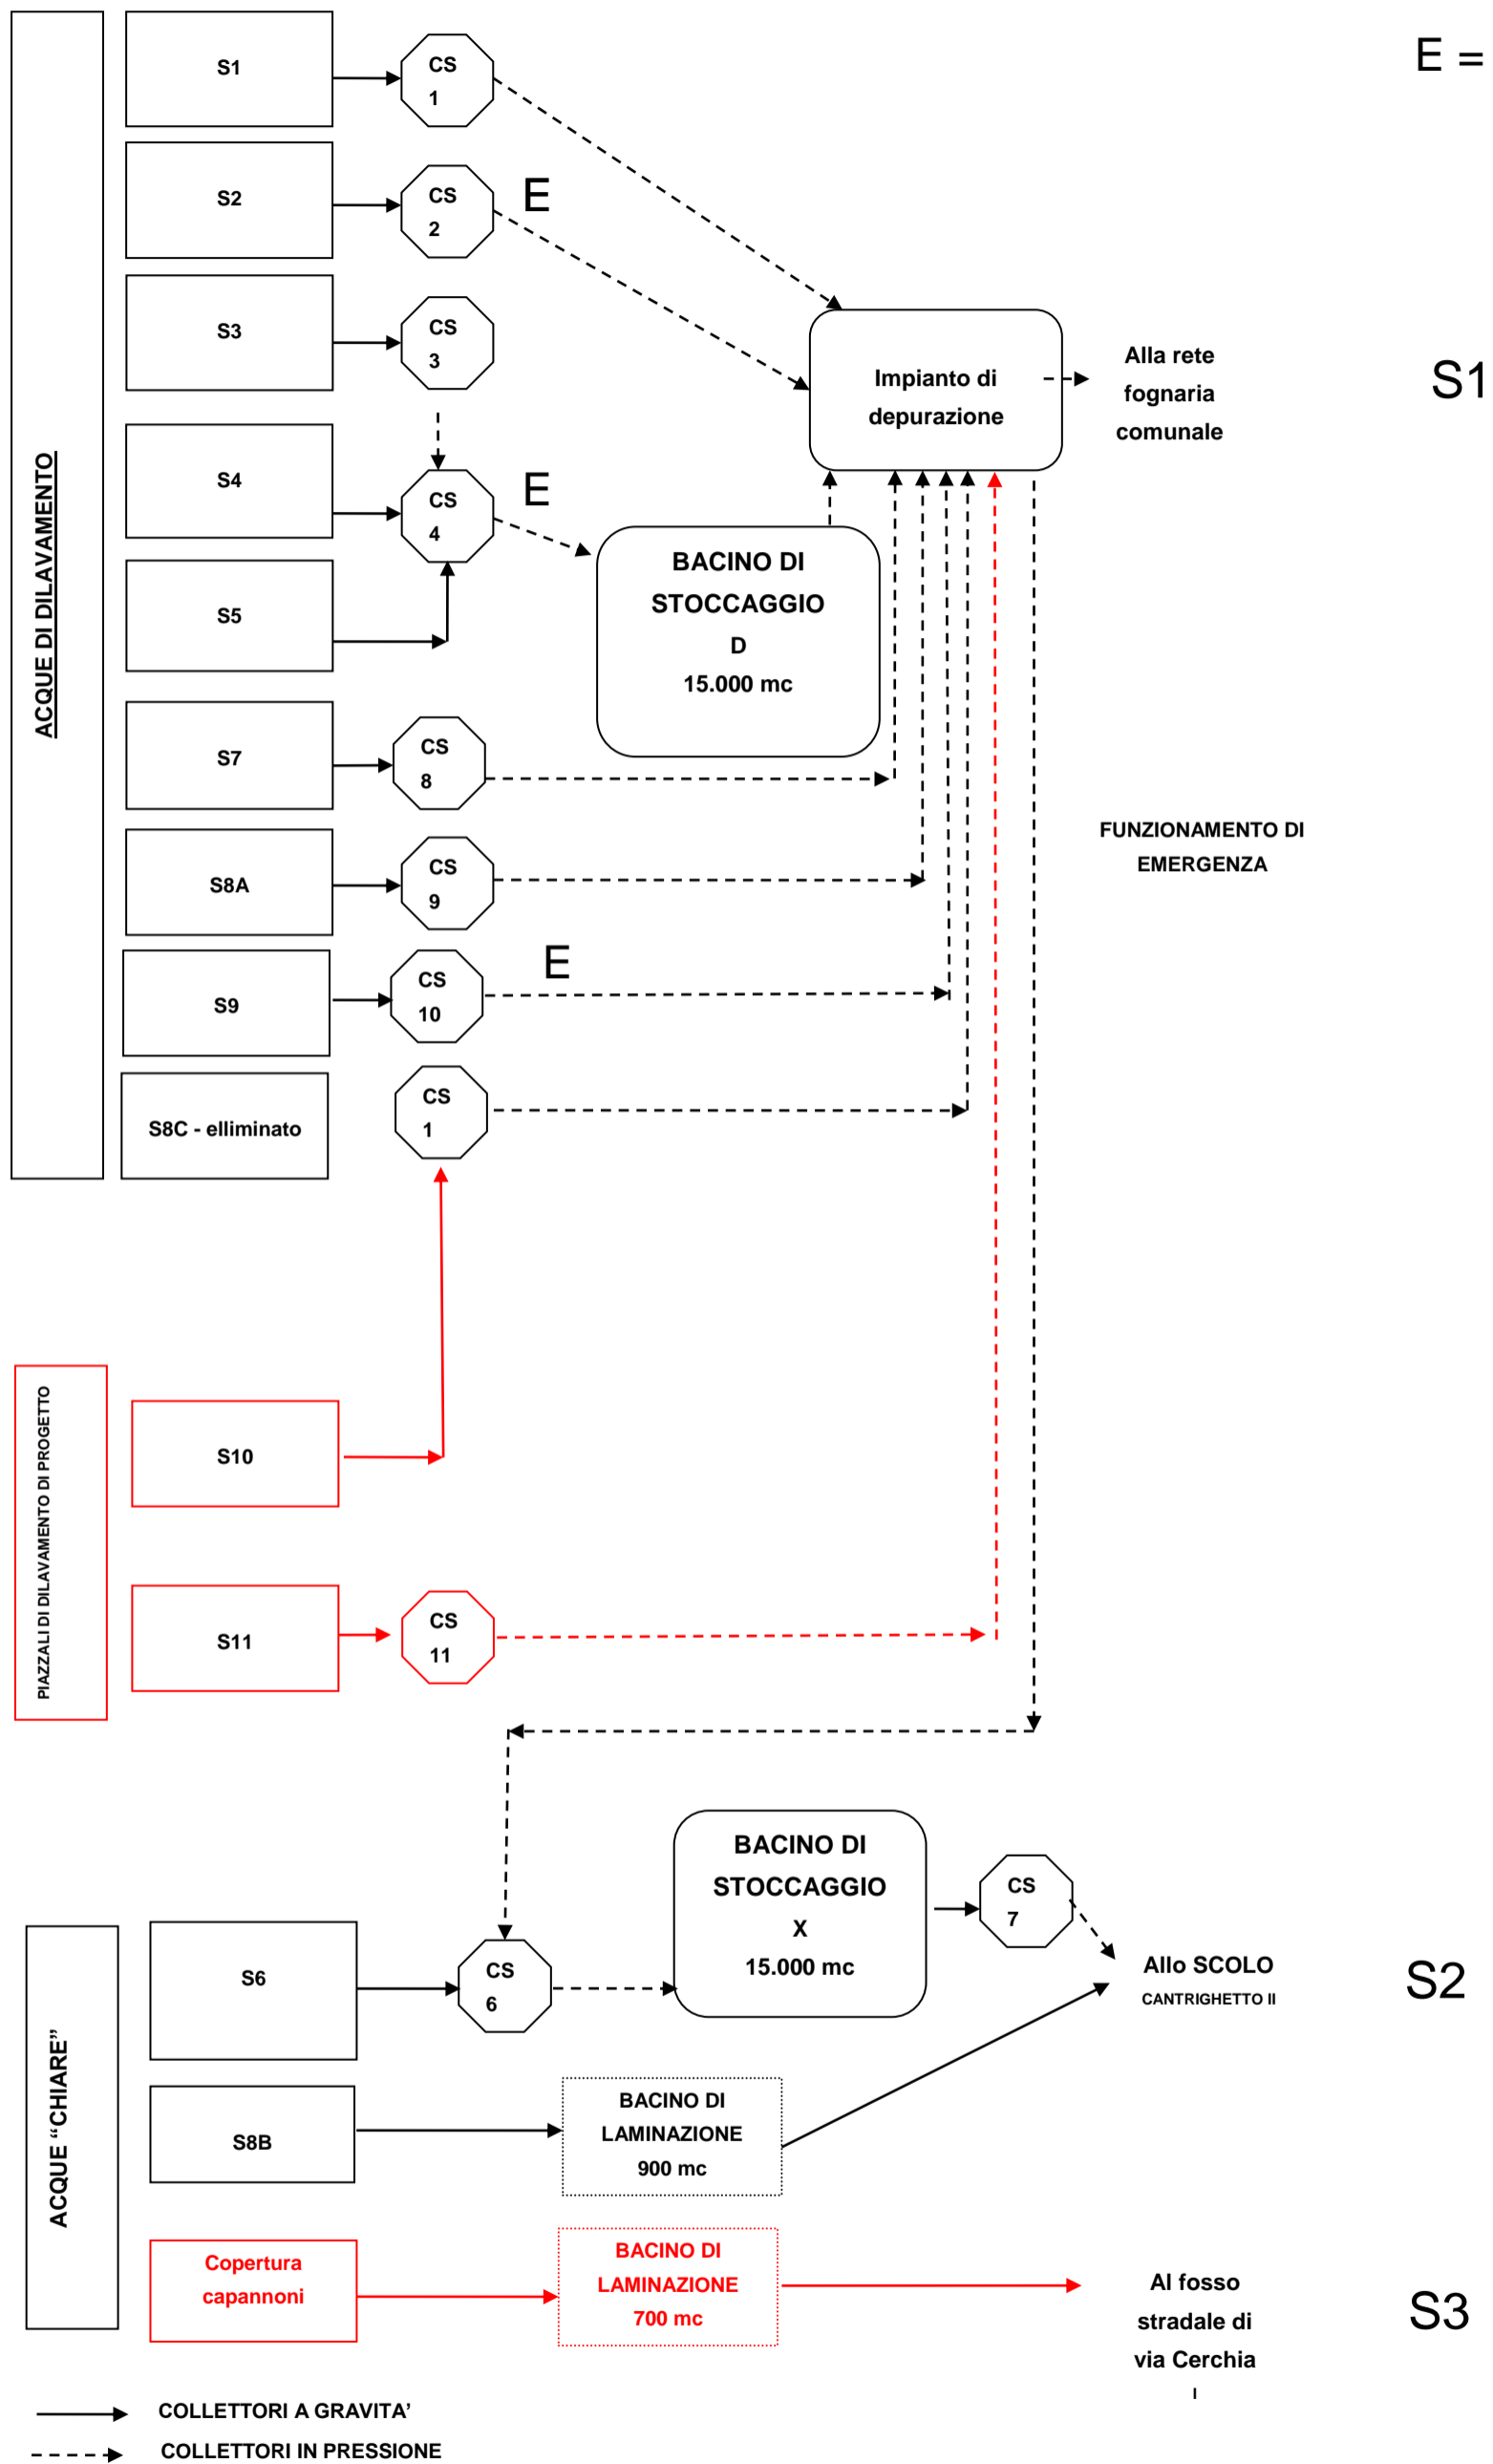 E =
ACQUE DI DILAVAMENTO
S1
CS
1
S2
CS
2
E
S3
CS
3
S4
CS
4
E
S5
Impianto di
depurazione
Alla rete
fognaria
comunale
S1
BACINO DI
STOCCAGGIO
D
15.000 mc
S7
CS
8
FUNZIONAMENTO DI
EMERGENZA
S8A
CS
9
S9
CS
10
E
S8C - elliminato
CS
1
PIAZZALI DI DILAVAMENTO DI PROGETTO
S10
S11
CS
11
ACQUE “CHIARE”
S6
CS
6
BACINO DI
STOCCAGGIO
X
15.000 mc
CS
7
Allo SCOLO
CANTRIGHETTO II
S2
S8B
BACINO DI
LAMINAZIONE
900 mc
Copertura
capannoni
BACINO DI
LAMINAZIONE
700 mc
Al fosso
stradale di
via Cerchia
S3
COLLETTORI A GRAVITA’
COLLETTORI IN PRESSIONE